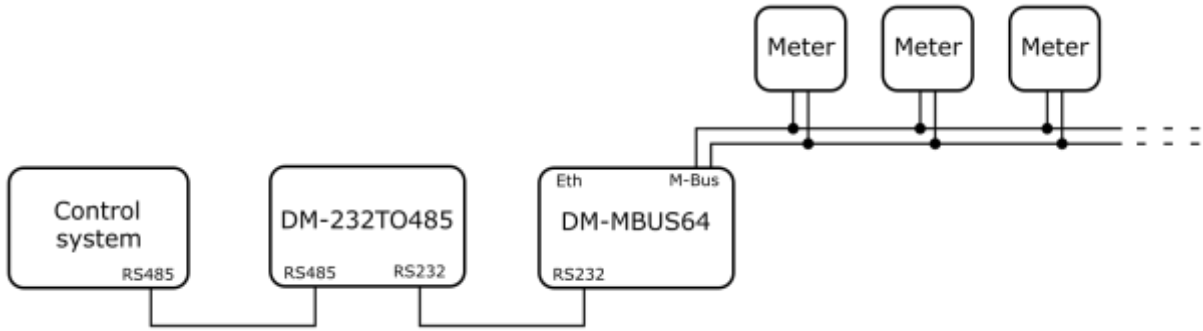 Meter
Meter
Meter
Control
system
RS485
DM-232TO485
RS485
RS232
Eth
M-Bus
DM-MBUS64
RS232